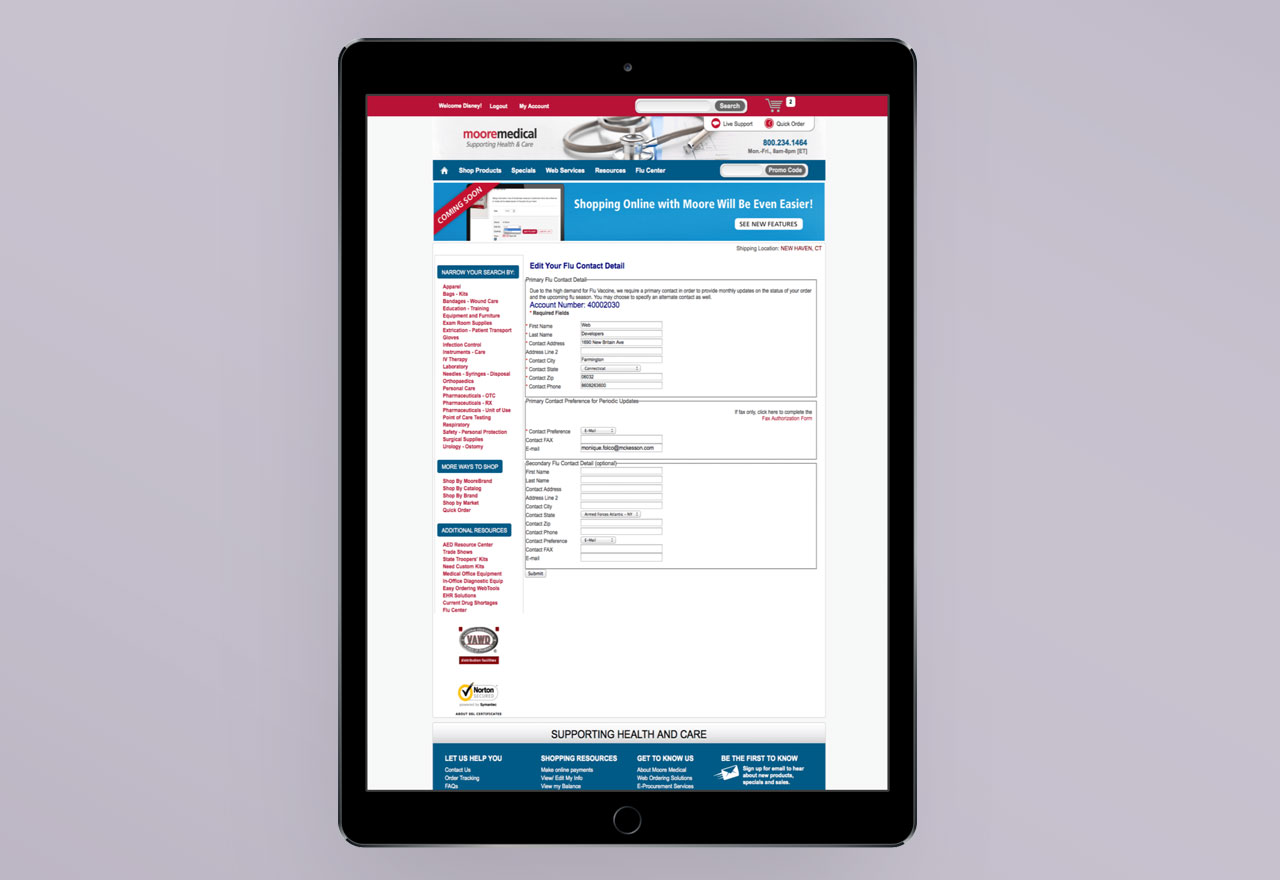 Welcome Disney! Logout My Account Search 2
Live Support Quick Order
mooremedical
Supporting Health & Care
800.234.1464
Mon.-Fri., 8am-8pm [ET]
Shop Products Specials Web Services Resources Flu Center Promo Code
COMING SOON
Shopping Online with Moore Will Be Even Easier!
SEE NEW FEATURES
Shipping Location: NEW HAVEN, CT
NARROW YOUR SEARCH BY:
Apparel
Bags - Kits
Bandages - Wound Care
Education - Training
Equipment and Furniture
Exam Room Supplies
Extrication - Patient Transport
Gloves
Infection Control
Instruments - Care
IV Therapy
Laboratory
Needles - Syringes - Disposal
Orthopaedics
Personal Care
Pharmaceuticals - OTC
Pharmaceuticals - RX
Pharmaceuticals - Unit of Use
Point of Care Testing
Respiratory
Safety - Personal Protection
Surgical Supplies
Urology - Ostomy
MORE WAYS TO SHOP
Shop By MooreBrand
Shop By Catalog
Shop By Brand
Shop by Market
Quick Order
ADDITIONAL RESOURCES
AED Resource Center
Trade Shows
State Troopers' Kits
Need Custom Kits
Medical Office Equipment
In-Office Diagnostic Equip
Easy Ordering WebTools
EHR Solutions
Current Drug Shortages
Flu Center
VAWD
distribution facilities
Norton
SECURED
powered by Symantec
ABOUT SSL CERTIFICATES
Edit Your Flu Contact Detail
Primary Flu Contact Detail
Due to the high demand for Flu Vaccine, we require a primary contact in order to provide monthly updates on the status of your order
and the upcoming flu season. You may choose to specify an alternate contact as well.
Account Number: 40002030
* Required Fields
* First Name Web
* Last Name Developers
* Contact Address 1690 New Britain Ave
Address Line 2
* Contact City Farmington
* Contact State Connecticut
* Contact Zip 06032
* Contact Phone 8609263600
Primary Contact Preference for Periodic Updates
If fax only, click here to complete the
Fax Authorization Form
* Contact Preference E-Mail
Contact FAX
E-mail monique.folco@mckesson.com
Secondary Flu Contact Detail (optional)
First Name
Last Name
Contact Address
Address Line 2
Contact City
Contact State Armed Forces Atlantic - NY
Contact Zip
Contact Phone
Contact Preference E-Mail
Contact FAX
E-mail
Submit
SUPPORTING HEALTH AND CARE
LET US HELP YOU
Contact Us
Order Tracking
FAQs
SHOPPING RESOURCES
Make online payments
View/ Edit My Info
View my Balance
GET TO KNOW US
About Moore Medical
Web Ordering Solutions
E-Procurement Services
BE THE FIRST TO KNOW
Sign up for email to hear
about new products,
specials and sales.